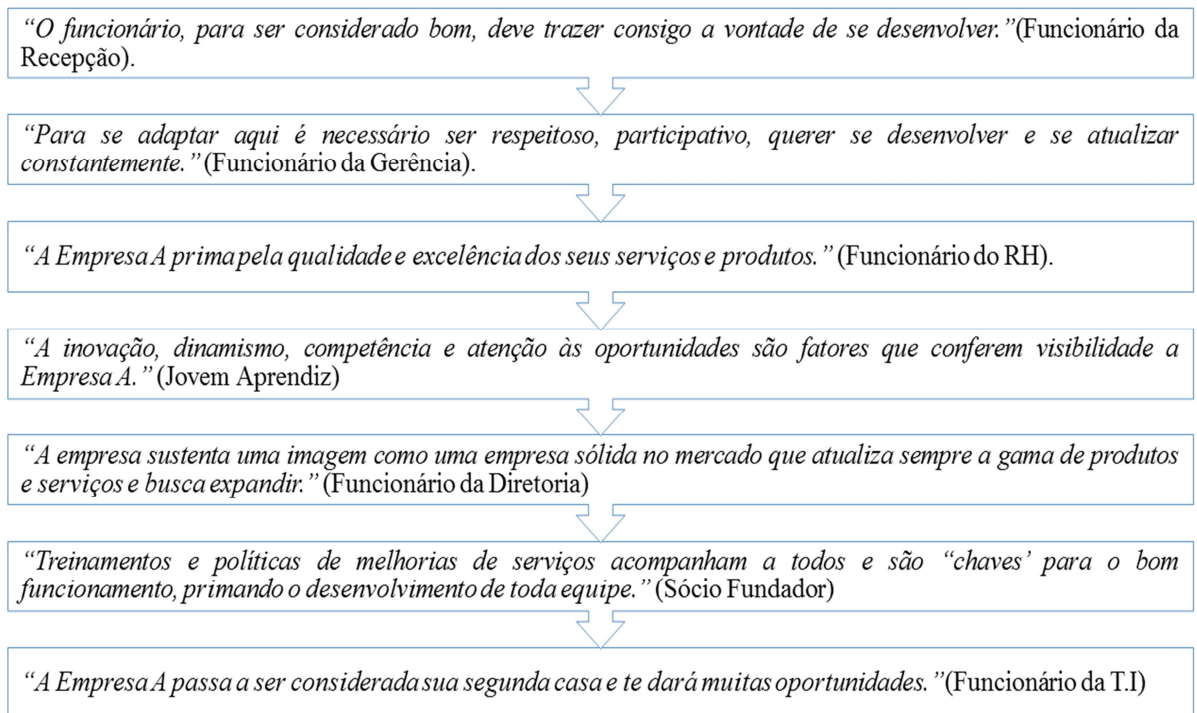 “O funcionário, para ser considerado bom, deve trazer consigo a vontade de se desenvolver.”(Funcionário da
Recepção).
“Para se adaptar aqui é necessário ser respeitoso, participativo, querer se desenvolver e se atualizar
constantemente.”(Funcionário da Gerência).
“A Empresa A prima pela qualidade e excelência dos seus serviços e produtos.” (Funcionário do RH).
“A inovação, dinamismo, competência e atenção às oportunidades são fatores que conferem visibilidade a
Empresa A.” (Jovem Aprendiz)
“A empresa sustenta uma imagem como uma empresa sólida no mercado que atualiza sempre a gama de produtos
e serviços e busca expandir.” (Funcionário da Diretoria)
“Treinamentos e políticas de melhorias de serviços acompanham a todos e são “chaves’ para o bom
funcionamento, primando o desenvolvimento de toda equipe.” (Sócio Fundador)
“A Empresa A passa a ser considerada sua segunda casa e te dará muitas oportunidades.”(Funcionário da T.I)